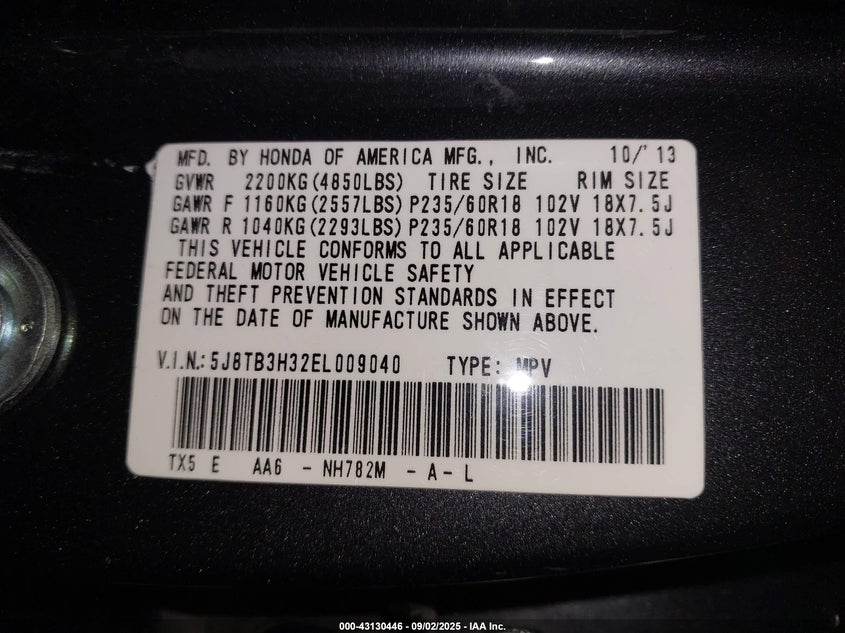 MFD. BY HONDA OF AMERICA MFG., INC. 10/'13
GVWR 2200KG(4850LBS) TIRE SIZE RIM SIZE
GAWR F 1160KG(2557LBS) P235/60R18 102V 18X7.5J
GAWR R 1040KG(2293LBS) P235/60R18 102V 18X7.5J
THIS VEHICLE CONFORMS TO ALL APPLICABLE
FEDERAL MOTOR VEHICLE SAFETY
AND THEFT PREVENTION STANDARDS IN EFFECT
ON THE DATE OF MANUFACTURE SHOWN ABOVE.
V.I.N.:5J8TB3H32EL009040 TYPE: MPV
TX5 E AA6 - NH782M - A - L
000-43130446 - 09/02/2025 - IAA Inc.